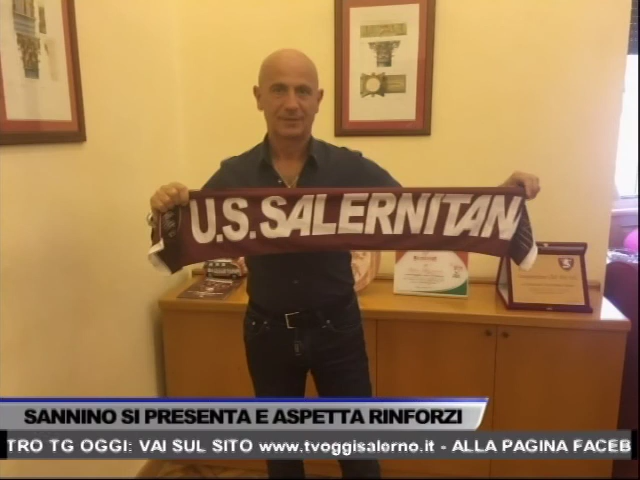 U.S. SALERNITAN
SANNINO SI PRESENTA E ASPETTA RINFORZI
TRO TG OGGI: VAI SUL SITO www.tvoggisalerno.it - ALLA PAGINA FACEB